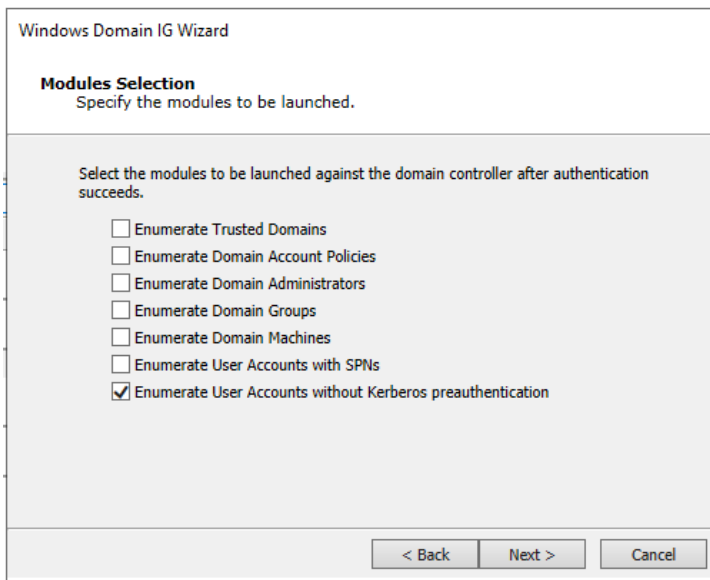 Windows Domain IG Wizard
Modules Selection
Specify the modules to be launched.
Select the modules to be launched against the domain controller after authentication
succeeds.
Enumerate Trusted Domains
Enumerate Domain Account Policies
Enumerate Domain Administrators
Enumerate Domain Groups
Enumerate Domain Machines
Enumerate User Accounts with SPNs
Enumerate User Accounts without Kerberos preauthentication
< Back Next > Cancel